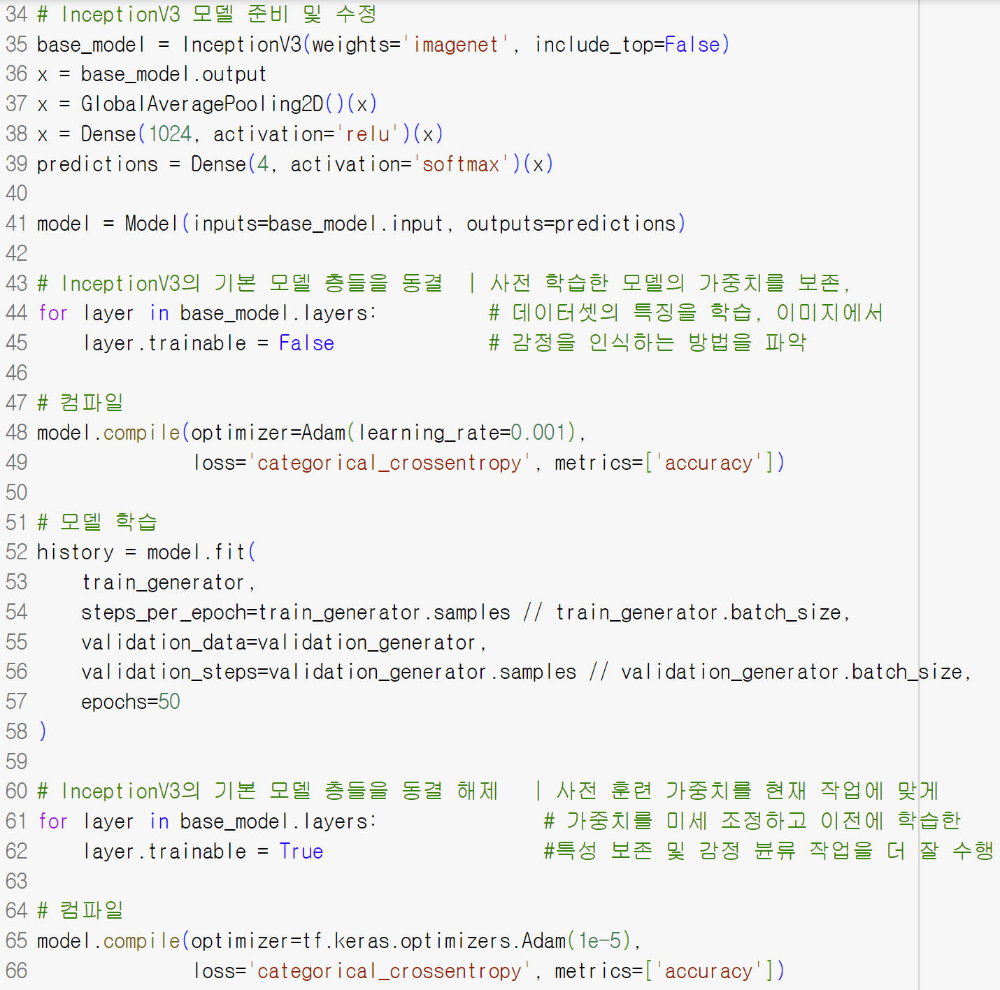 34 # InceptionV3 모델 준비 및 수정
35 base_model = InceptionV3(weights='imagenet', include_top=False)
36 x = base_model.output
37 x = GlobalAveragePooling2D()(x)
38 x = Dense(1024, activation='relu')(x)
39 predictions = Dense(4, activation='softmax')(x)
40
41 model = Model(inputs=base_model.input, outputs=predictions)
42
43 # InceptionV3의 기본 모델 층들을 동결  | 사전 학습한 모델의 가중치를 보존,
44 for layer in base_model.layers:          # 데이터셋의 특징을 학습, 이미지에서
45     layer.trainable = False              # 감정을 인식하는 방법을 파악
46
47 # 컴파일
48 model.compile(optimizer=Adam(learning_rate=0.001),
49               loss='categorical_crossentropy', metrics=['accuracy'])
50
51 # 모델 학습
52 history = model.fit(
53     train_generator,
54     steps_per_epoch=train_generator.samples // train_generator.batch_size,
55     validation_data=validation_generator,
56     validation_steps=validation_generator.samples // validation_generator.batch_size,
57     epochs=50
58 )
59
60 # InceptionV3의 기본 모델 층들을 동결 해제   | 사전 훈련 가중치를 현재 작업에 맞게
61 for layer in base_model.layers:               # 가중치를 미세 조정하고 이전에 학습한
62     layer.trainable = True                    #특성 보존 및 감정 뷴류 작업을 더 잘 수행
63
64 # 컴파일
65 model.compile(optimizer=tf.keras.optimizers.Adam(1e-5),
66               loss='categorical_crossentropy', metrics=['accuracy'])